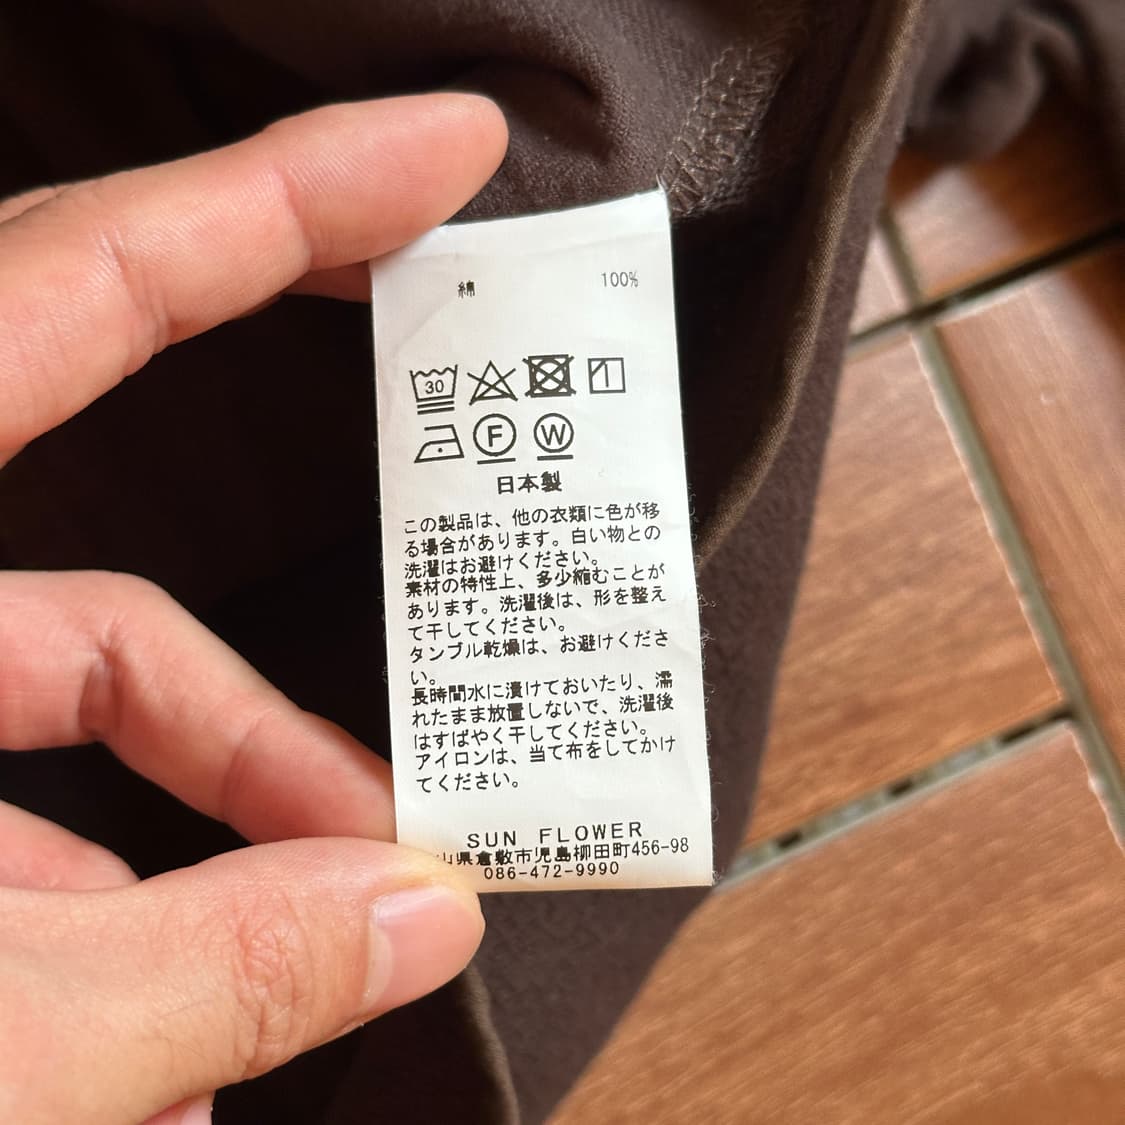 綿 100%
30
F W
日本製
この製品は、他の衣類に色が移
る場合があります。白い物との
洗濯はお避けください。
素材の特性上、多少縮むことが
あります。洗濯後は、形を整え
て干してください。
タンブル乾燥は、お避けくださ
い。
長時間水に漬けておいたり、濡
れたまま放置しないで、洗濯後
はすばやく干してください。
アイロンは、当て布をしてかけ
てください。
SUN FLOWER
山県倉敷市児島柳田町456-98
086-472-9990